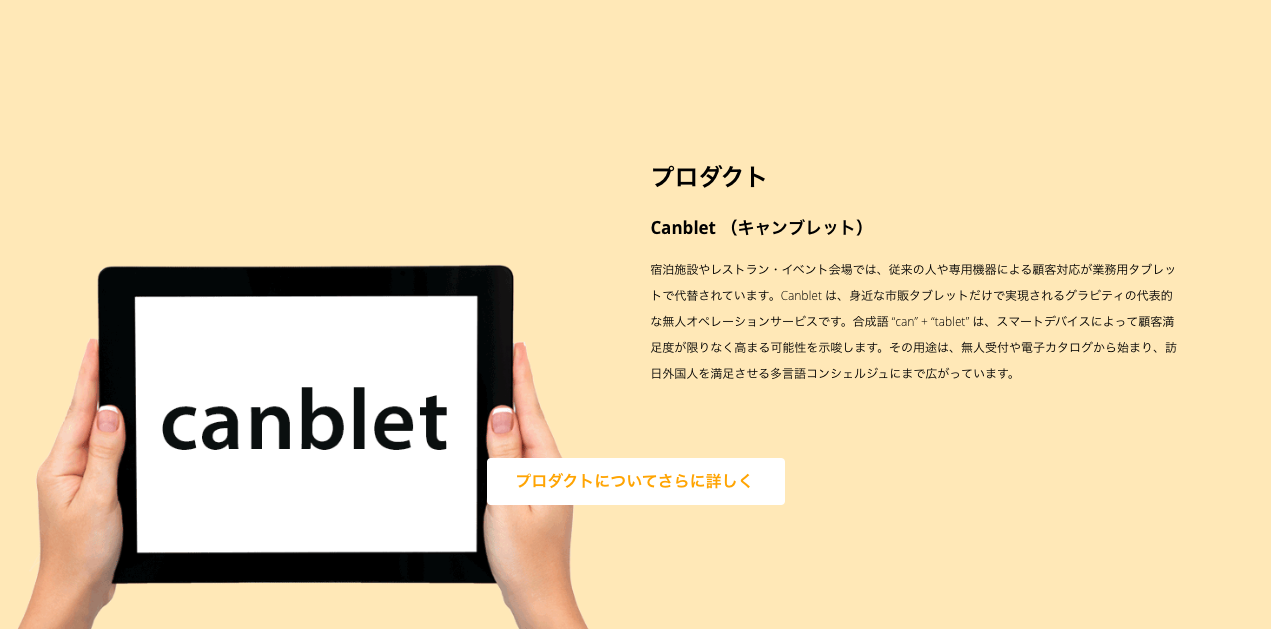 プロダクト
Canblet （キャンブレット）
宿泊施設やレストラン・イベント会場では、従来の人や専用機器による顧客対応が業務用タブレッ
トで代替されています。Canblet は、身近な市販タブレットだけで実現されるグラビティの代表的
な無人オペレーションサービスです。合成語 “can” + “tablet” は、スマートデバイスによって顧客満
足度が限りなく高まる可能性を示唆します。その用途は、無人受付や電子カタログから始まり、訪
日外国人を満足させる多言語コンシェルジュにまで広がっています。
canblet
プロダクトについてさらに詳しく